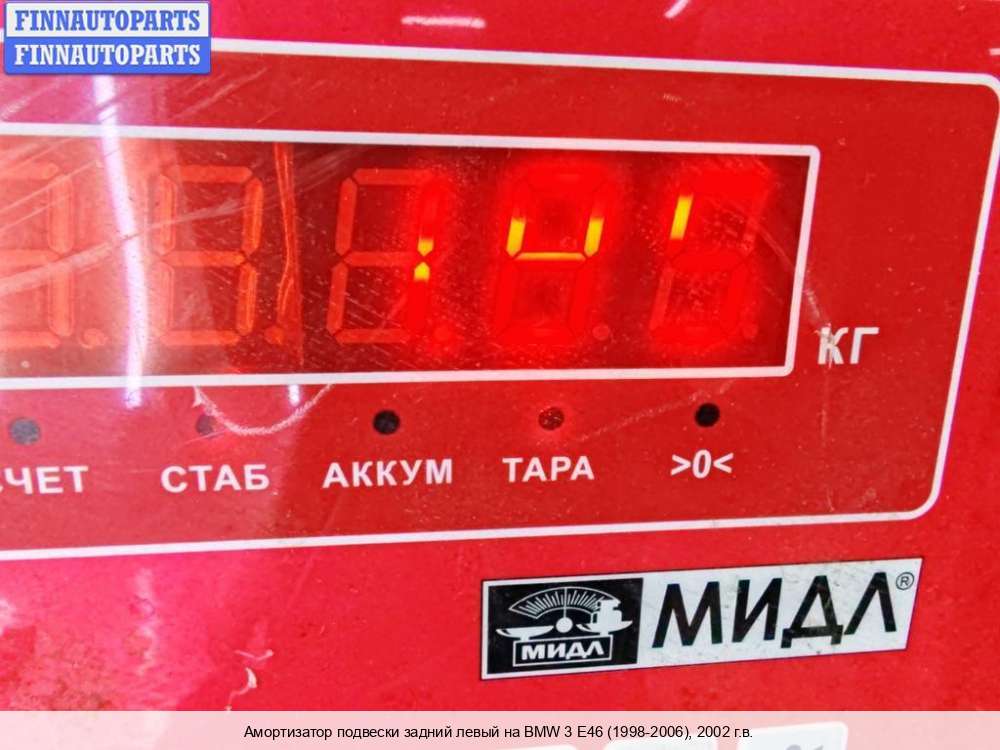 FINNAUTOPARTS
FINNAUTOPARTS
КГ
СТАБ АККУМ ТАРА >0<
МИДЛ МИДЛ®
Амортизатор подвески задний левый на BMW 3 E46 (1998-2006), 2002 г.в.